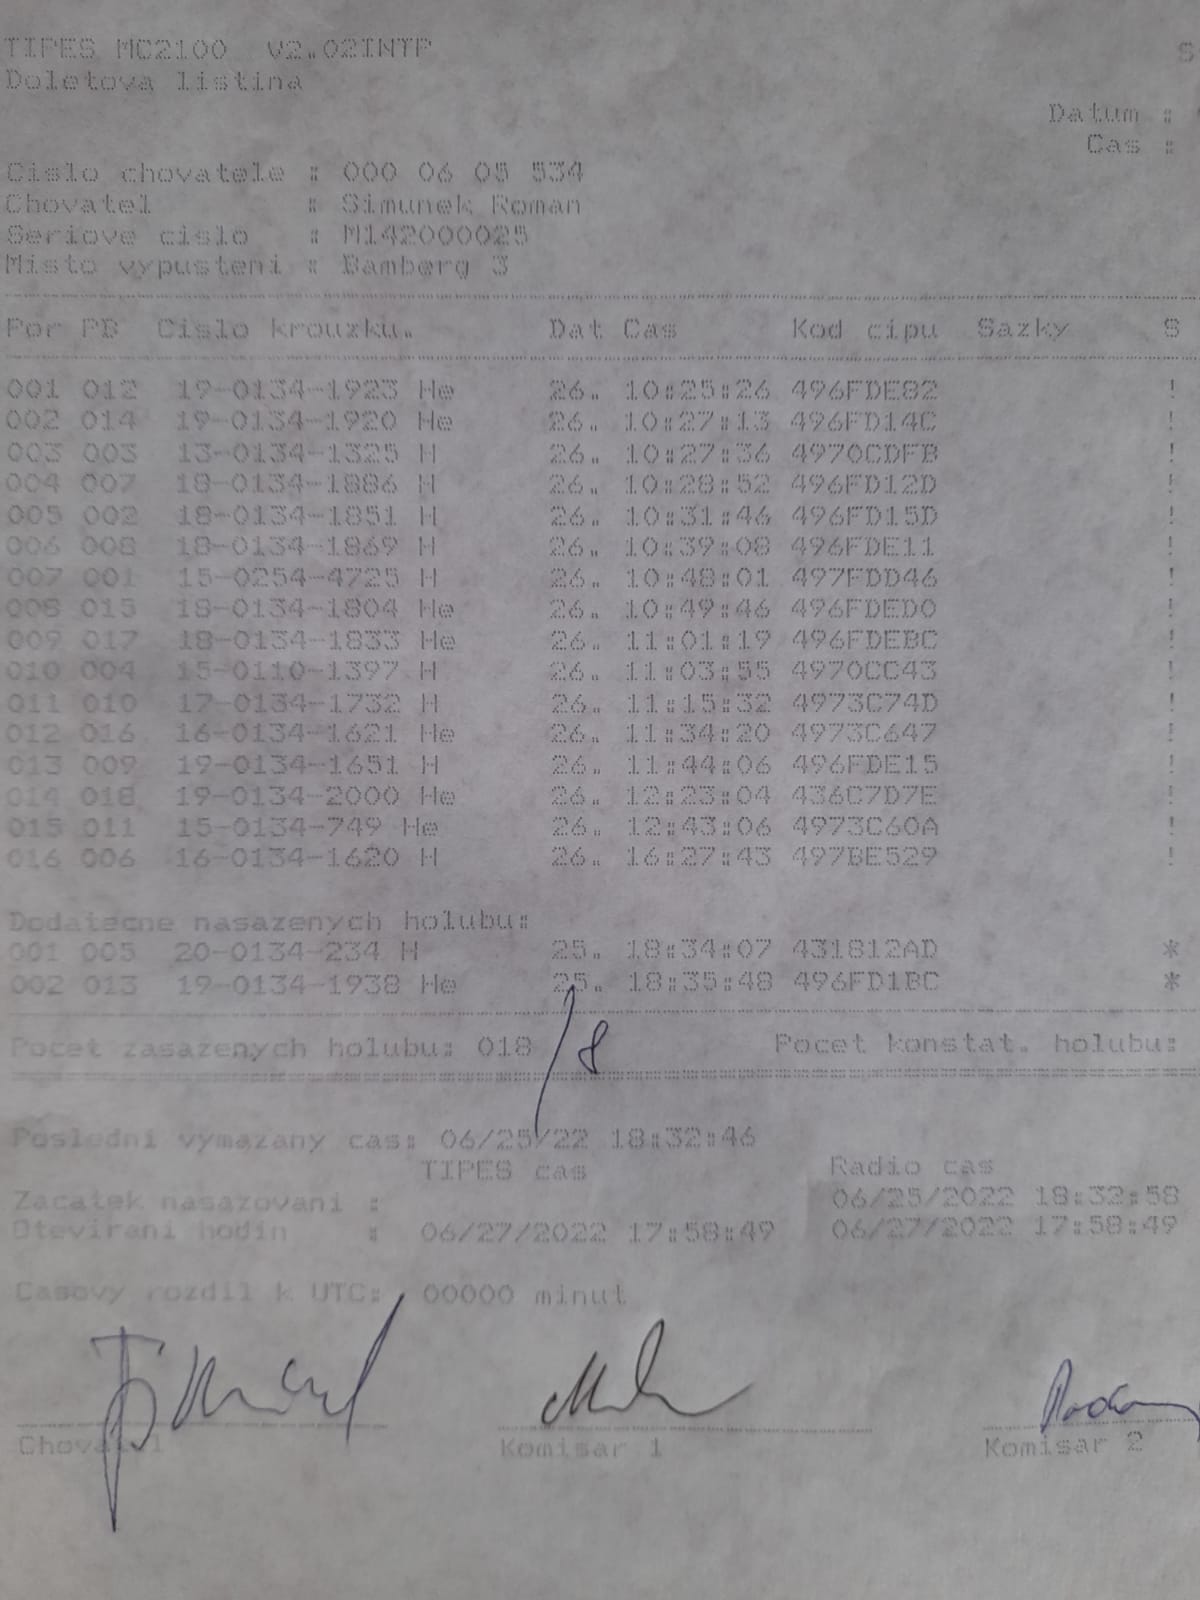 TIPES MC2100 V2.02INTP S
Doletova listina
Datum :
Cas :
Cislo chovatele : 000 06 05 534
Chovatel : Simunek Roman
Seriove cislo : M142000025
Misto vypusteni : Bamberg 3
Por PB Cislo krouzku. Dat Cas Kod cipu Sazky S
001 012 19-0134-1923 He 26. 10:25:26 496FDE82 !
002 014 19-0134-1920 He 26. 10:27:13 496FD14C !
003 003 13-0134-1325 H 26. 10:27:36 4970CDFB !
004 007 18-0134-1886 H 26. 10:28:52 496FD12D !
005 002 18-0134-1851 H 26. 10:31:46 496FD15D !
006 008 18-0134-1869 H 26. 10:39:08 496FDE11 !
007 001 15-0254-4725 H 26. 10:48:01 497FDD46 !
008 015 18-0134-1804 He 26. 10:49:46 496FDED0 !
009 017 18-0134-1833 He 26. 11:01:19 496FDEBC !
010 004 15-0110-1397 H 26. 11:03:55 4970CC43 !
011 010 17-0134-1732 H 26. 11:15:32 4973C74D !
012 016 16-0134-1621 He 26. 11:34:20 4973C647 !
013 009 19-0134-1651 H 26. 11:44:06 496FDE15 !
014 018 19-0134-2000 He 26. 12:23:04 436C7D7E !
015 011 15-0134-749 He 26. 12:43:06 4973C60A !
016 006 16-0134-1620 H 26. 16:27:43 497BE529 !
Dodatecne nasazenych holubu:
001 005 20-0134-234 H 25. 18:34:07 431812AD *
002 013 19-0134-1938 He 25. 18:35:48 496FD1BC *
Pocet zasazenych holubu: 018 /8 Pocet konstat. holubu:
Posledni vymazany cas: 06/25/22 18:32:46
TIPES cas Radio cas
Zacatek nasazovani : 06/25/2022 18:32:58
Otevirani hodin : 06/27/2022 17:58:49 06/27/2022 17:58:49
Casovy rozdil k UTC: 00000 minut
Chovatel Komisar 1 Komisar 2